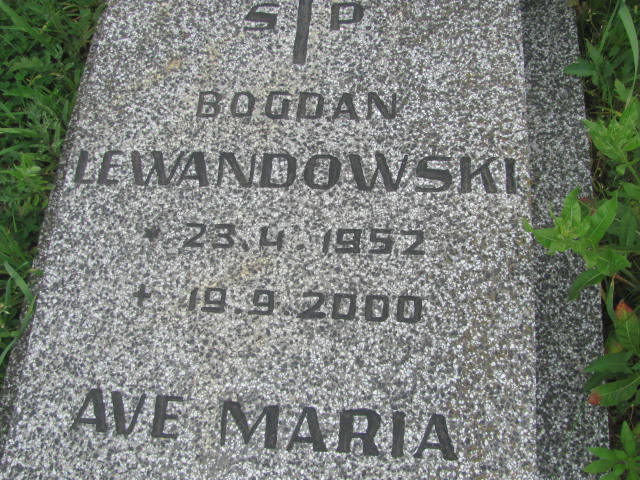 S P
BOGDAN
LEWANDOWSKI
* 23.4.1952
+ 19.9.2000
AVE MARIA